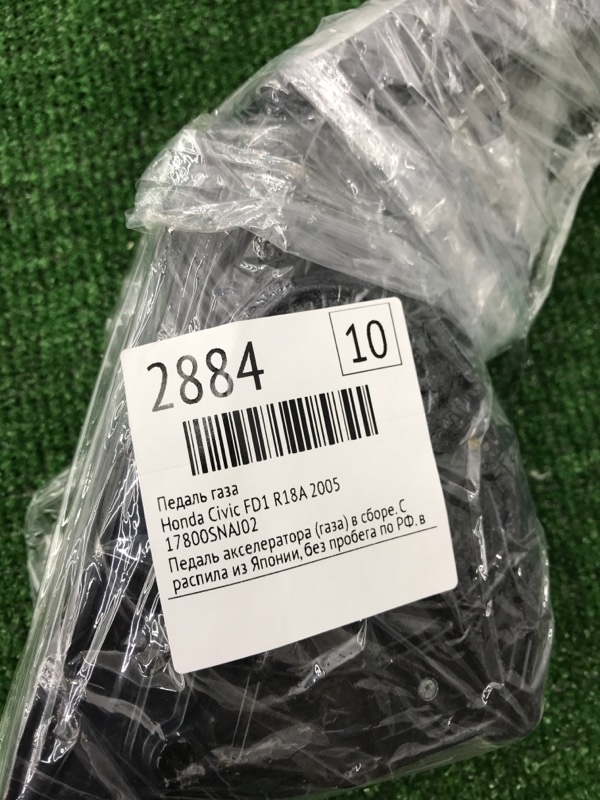 2884
10
Педаль газа
Honda Civic FD1 R18A 2005
17800SNAJ02
Педаль акселератора (газа) в сборе. С
распила из Японии, без пробега по РФ. в